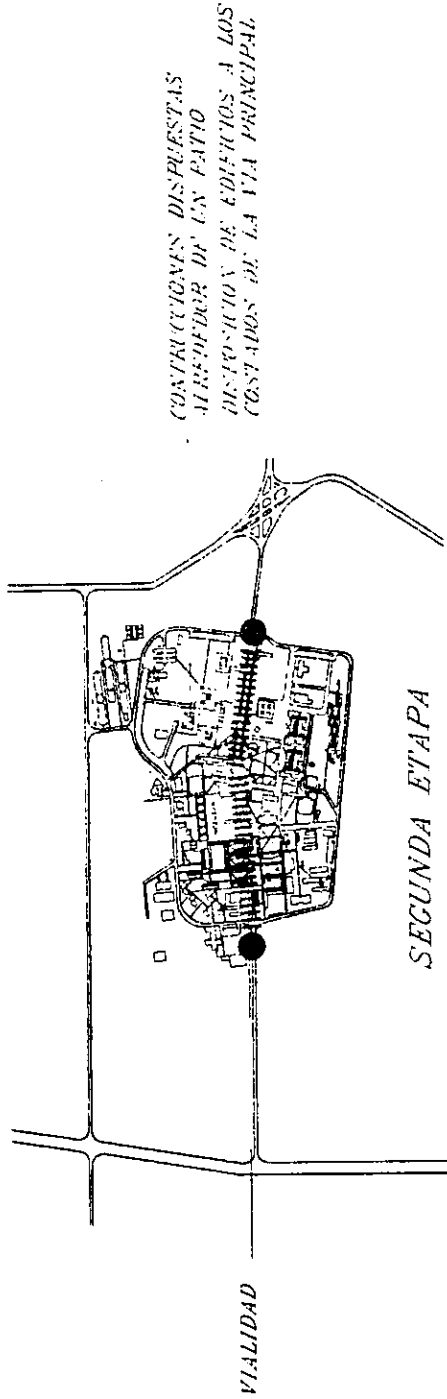 CONTRUCCIONES DISPUESTAS
ALREDEDOR DE UN PATIO
DISPOSICION DE EDIFICIOS A LOS
COSTADOS DE LA VIA PRINCIPAL
SEGUNDA ETAPA
VIALIDAD